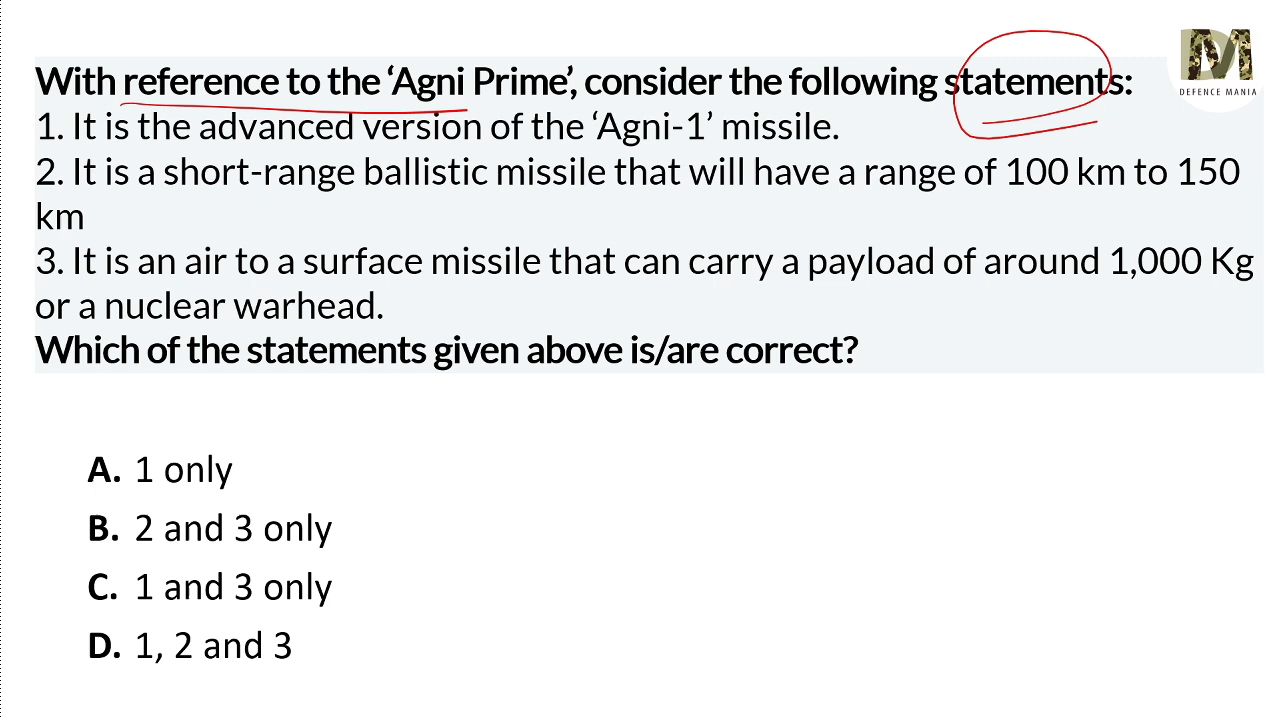 DM
DEFENCE MANIA
With reference to the ‘Agni Prime’, consider the following statements:
1. It is the advanced version of the ‘Agni-1’ missile.
2. It is a short-range ballistic missile that will have a range of 100 km to 150
km
3. It is an air to a surface missile that can carry a payload of around 1,000 Kg
or a nuclear warhead.
Which of the statements given above is/are correct?
A. 1 only
B. 2 and 3 only
C. 1 and 3 only
D. 1, 2 and 3